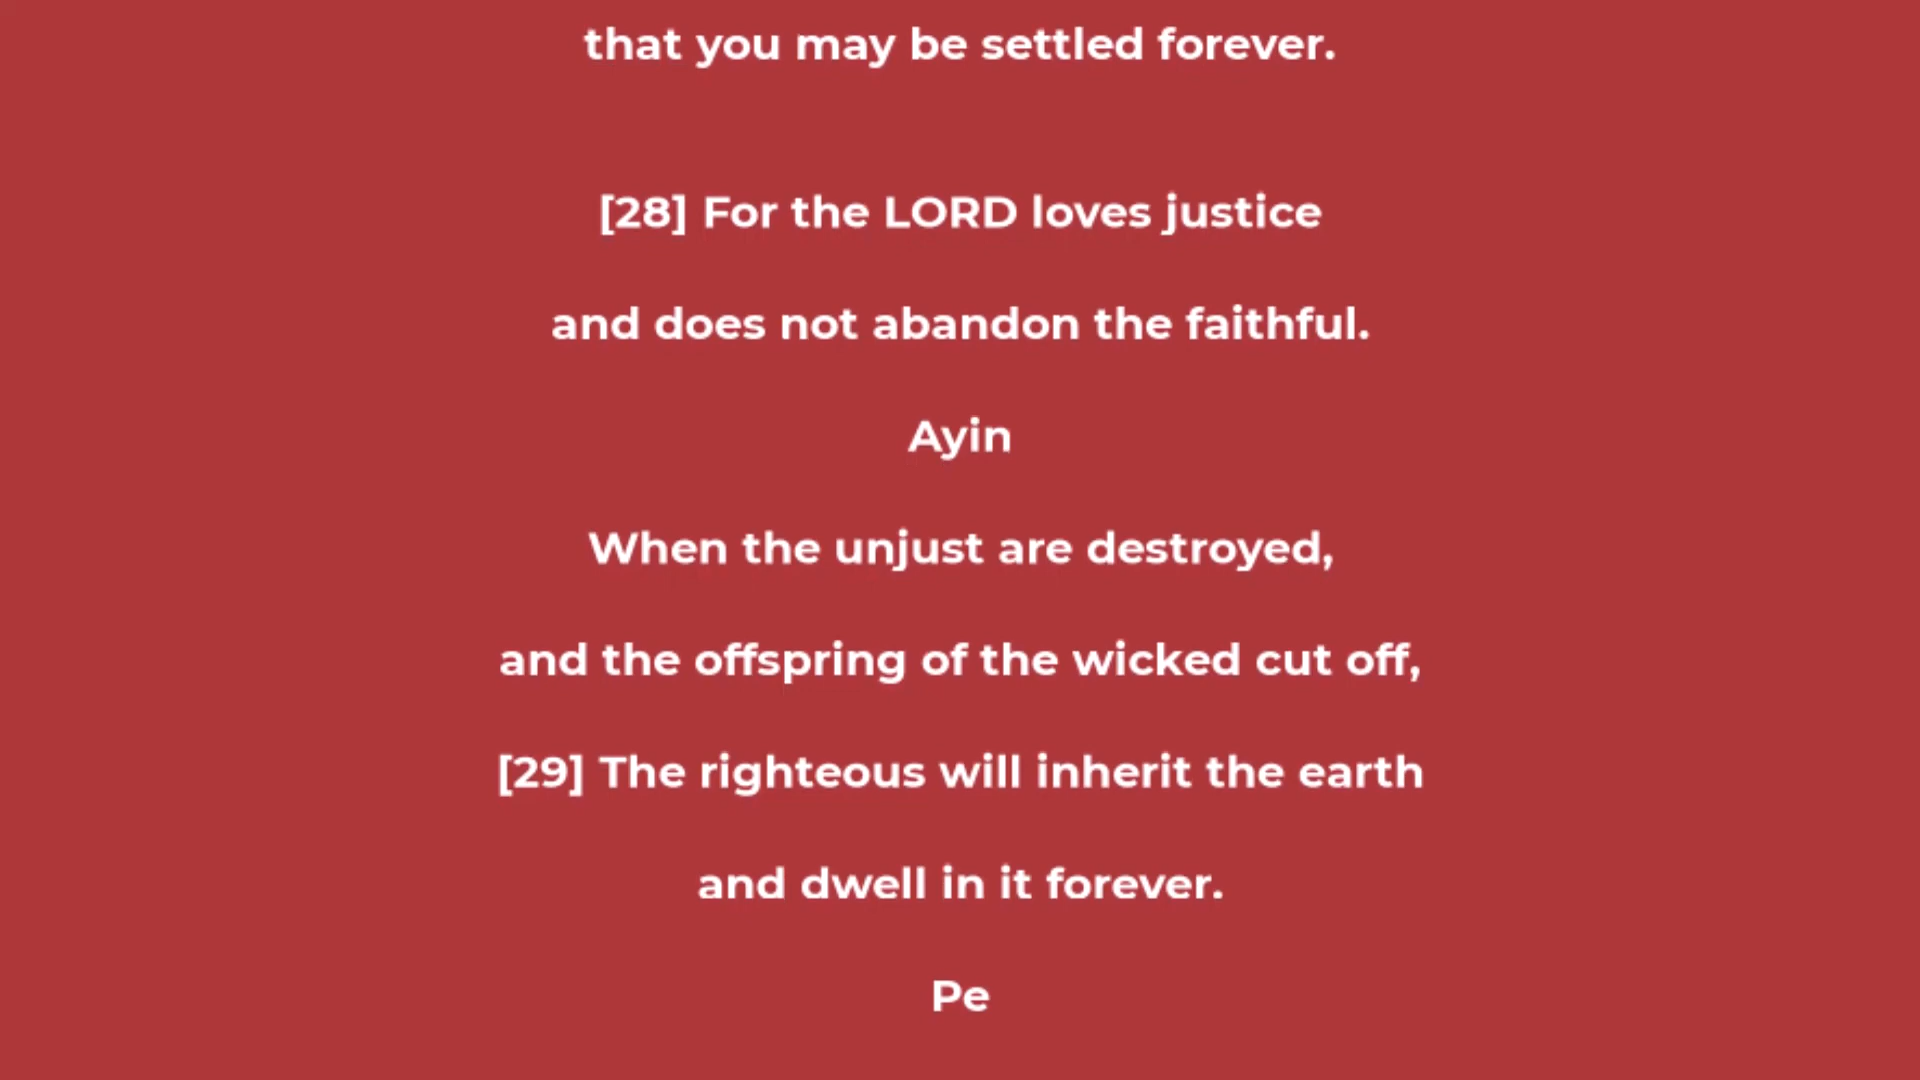 that you may be settled forever.
[28] For the LORD loves justice
and does not abandon the faithful.
Ayin
When the unjust are destroyed,
and the offspring of the wicked cut off,
[29] The righteous will inherit the earth
and dwell in it forever.
Pe